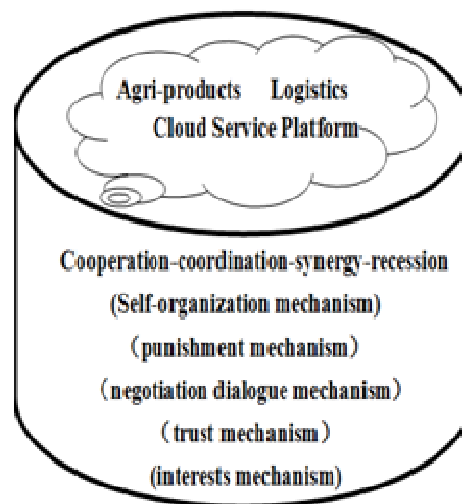 Agri-products Logistics
Cloud Service Platform
Cooperation-coordination-synergy-recession
(Self-organization mechanism)
（punishment mechanism）
（negotiation dialogue mechanism）
（trust mechanism）
(interests mechanism)